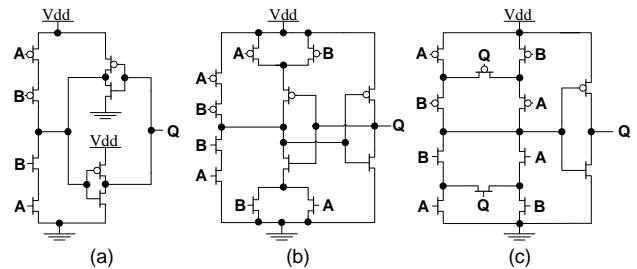 Vdd Vdd Vdd
A A B A B
Q
A
B B B A
Vdd
Q Q Q
B B B A
A A Q
A B A B
(a) (b) (c)